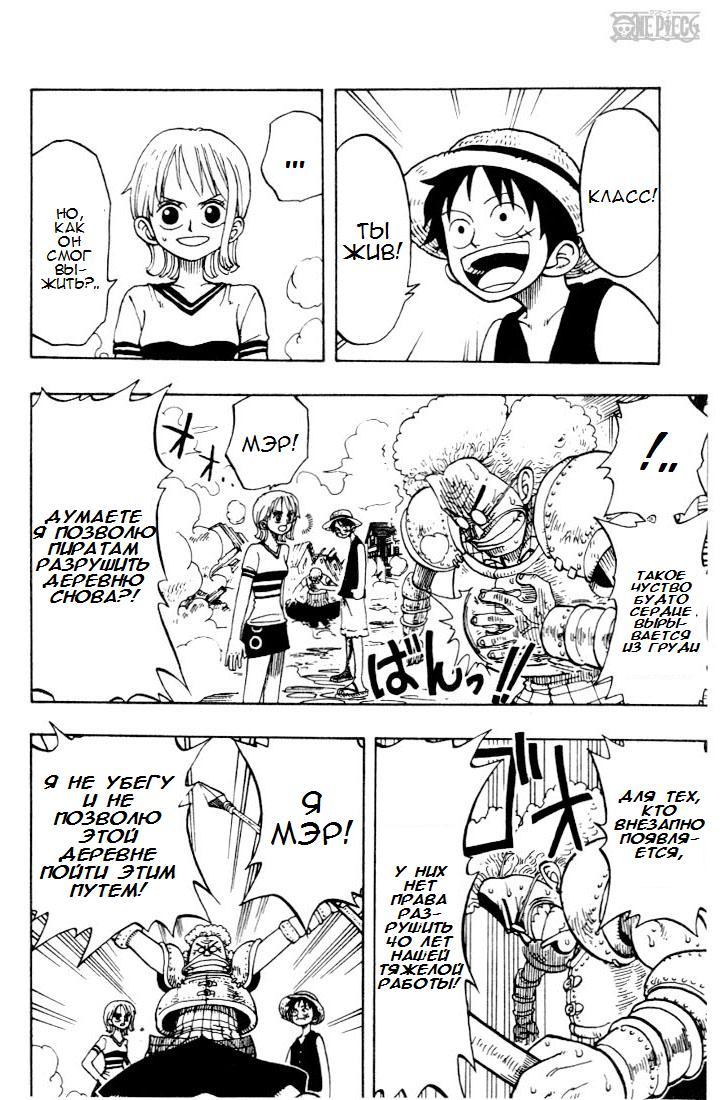 ONE PIECE
КЛАСС!
ТЫ
ЖИВ!
...
НО,
КАК
ОН
СМОГ
ВЫ-
ЖИТЬ?..
!..
ТАКОЕ
ЧУСТВО
БУДТО
СЕРДЦЕ
ВЫРЫ-
ВАЕТСЯ
ИЗ ГРУДИ
МЭР!
ДУМАЕТЕ
Я ПОЗВОЛЮ
ПИРАТАМ
РАЗРУШИТЬ
ДЕРЕВНЮ
СНОВА?!
ばんっ!!
ДЛЯ ТЕХ,
КТО
ВНЕЗАПНО
ПОЯВЛЯ-
ЕТСЯ,
У НИХ
НЕТ
ПРАВА
РАЗ-
РУШИТЬ
40 ЛЕТ
НАШЕЙ
ТЯЖЕЛОЙ
РАБОТЫ!
Я
МЭР!
Я НЕ УБЕГУ
И НЕ
ПОЗВОЛЮ
ЭТОЙ
ДЕРЕВНЕ
ПОЙТИ ЭТИМ
ПУТЕМ!